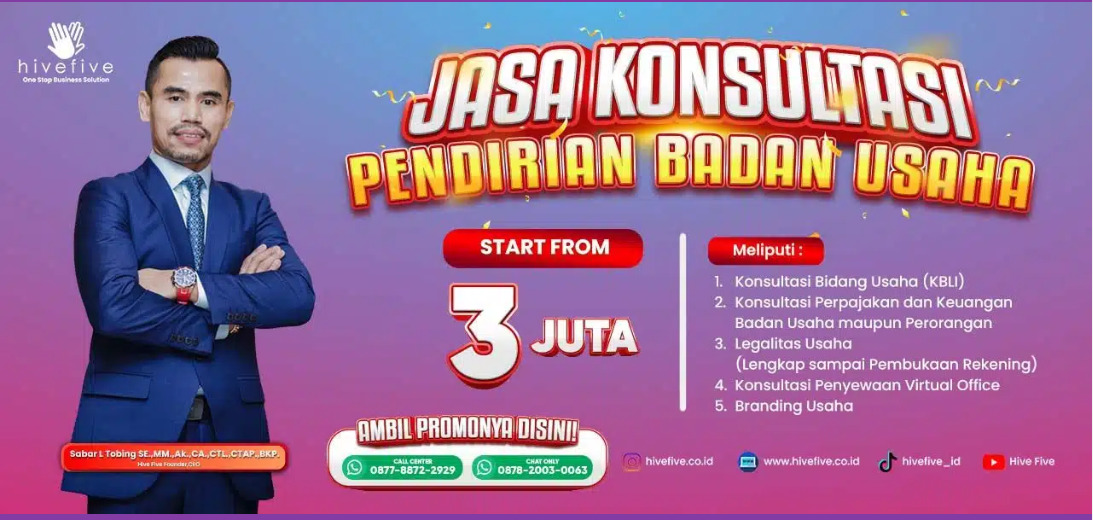 hivefive
One Stop Business Solution
JASA KONSULTASI
PENDIRIAN BADAN USAHA
START FROM
3 JUTA
Meliputi :
1. Konsultasi Bidang Usaha (KBLI)
2. Konsultasi Perpajakan dan Keuangan
Badan Usaha maupun Perorangan
3. Legalitas Usaha
(Lengkap sampai Pembukaan Rekening)
4. Konsultasi Penyewaan Virtual Office
5. Branding Usaha
Sabar L Tobing SE.,MM.,Ak.,CA.,CTL.,CTAP.,BKP.
Hive Five Founder,CEO
AMBIL PROMONYA DISINI!
CALL CENTER
0877-8872-2929
CHAT ONLY
0878-2003-0063
hivefive.co.id
www.hivefive.co.id
hivefive_id
Hive Five